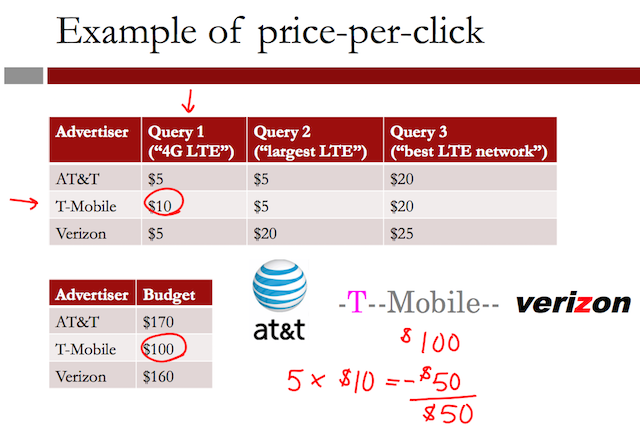 Example of price-per-click
Advertiser Query 1 Query 2 Query 3
("4G LTE") ("largest LTE") ("best LTE network")
AT&T $5 $5 $20
T-Mobile $10 $5 $20
Verizon $5 $20 $25
Advertiser Budget
AT&T $170
T-Mobile $100
Verizon $160
at&t
-T--Mobile--
verizon
$100
5 x $10 = -$50
$50